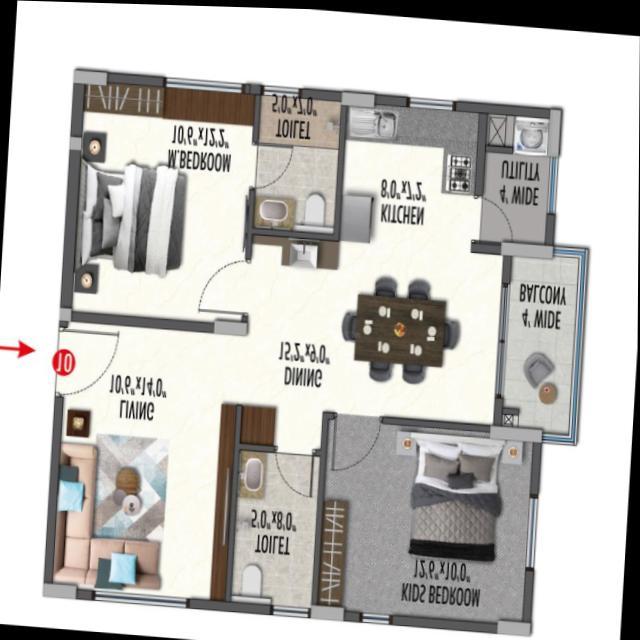 TOILET
5'0"x7'0"
M.BEDROOM
10'6"x12'2"
KITCHEN
8'0"x7'2"
4' WIDE
UTILITY
4' WIDE
BALCONY
10
LIVING
10'6"x14'0"
DINING
15'2"x9'0"
TOILET
5'0"x8'0"
KIDS BEDROOM
12'6"x10'0"